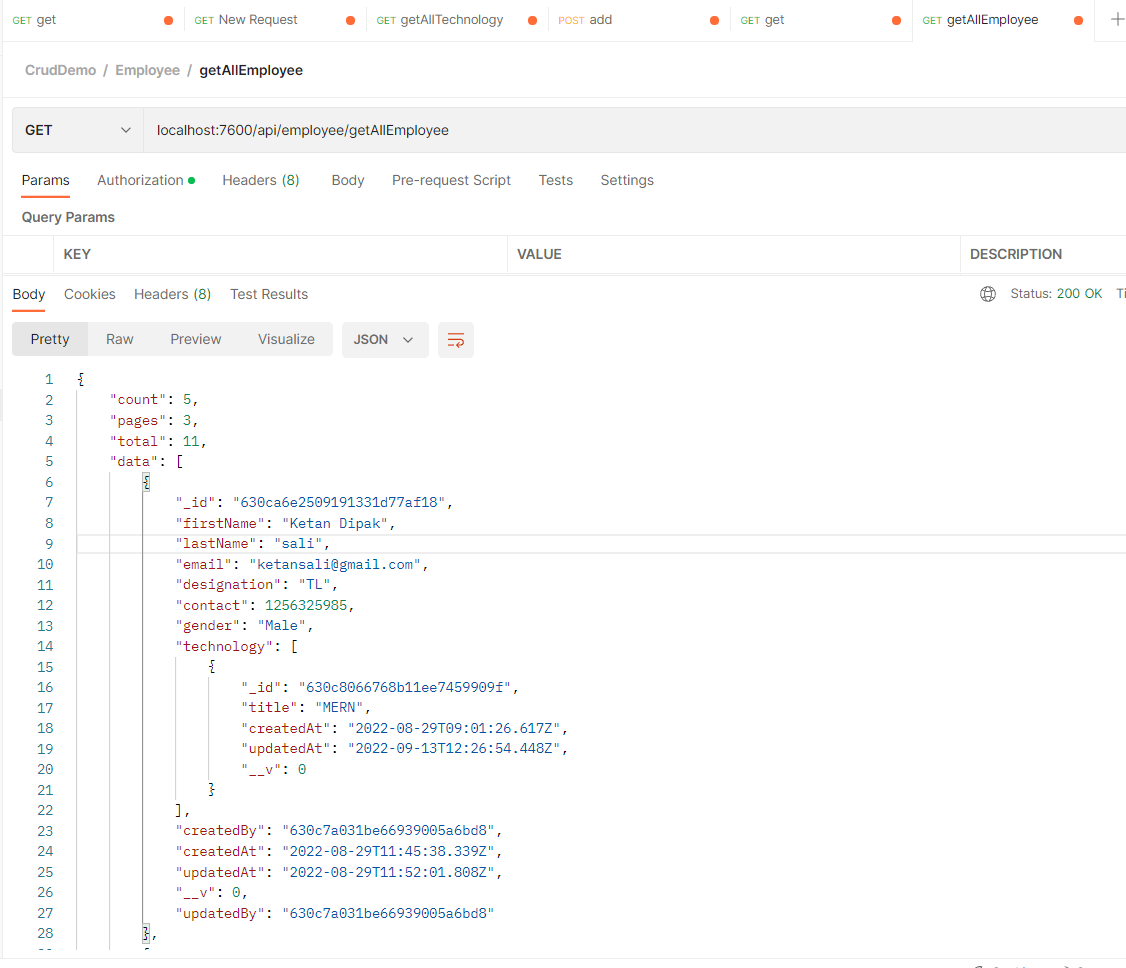 GET get GET New Request GET getAllTechnology POST add GET get GET getAllEmployee
CrudDemo / Employee / getAllEmployee
GET localhost:7600/api/employee/getAllEmployee
Params Authorization Headers (8) Body Pre-request Script Tests Settings
Query Params
KEY VALUE DESCRIPTION
Body Cookies Headers (8) Test Results Status: 200 OK
Pretty Raw Preview Visualize JSON
1 {
2 "count": 5,
3 "pages": 3,
4 "total": 11,
5 "data": [
6 {
7 "_id": "630ca6e2509191331d77af18",
8 "firstName": "Ketan Dipak",
9 "lastName": "sali",
10 "email": "ketansali@gmail.com",
11 "designation": "TL",
12 "contact": 1256325985,
13 "gender": "Male",
14 "technology": [
15 {
16 "_id": "630c8066768b11ee7459909f",
17 "title": "MERN",
18 "createdAt": "2022-08-29T09:01:26.617Z",
19 "updatedAt": "2022-09-13T12:26:54.448Z",
20 "__v": 0
21 }
22 ],
23 "createdBy": "630c7a031be66939005a6bd8",
24 "createdAt": "2022-08-29T11:45:38.339Z",
25 "updatedAt": "2022-08-29T11:52:01.808Z",
26 "__v": 0,
27 "updatedBy": "630c7a031be66939005a6bd8"
28 },